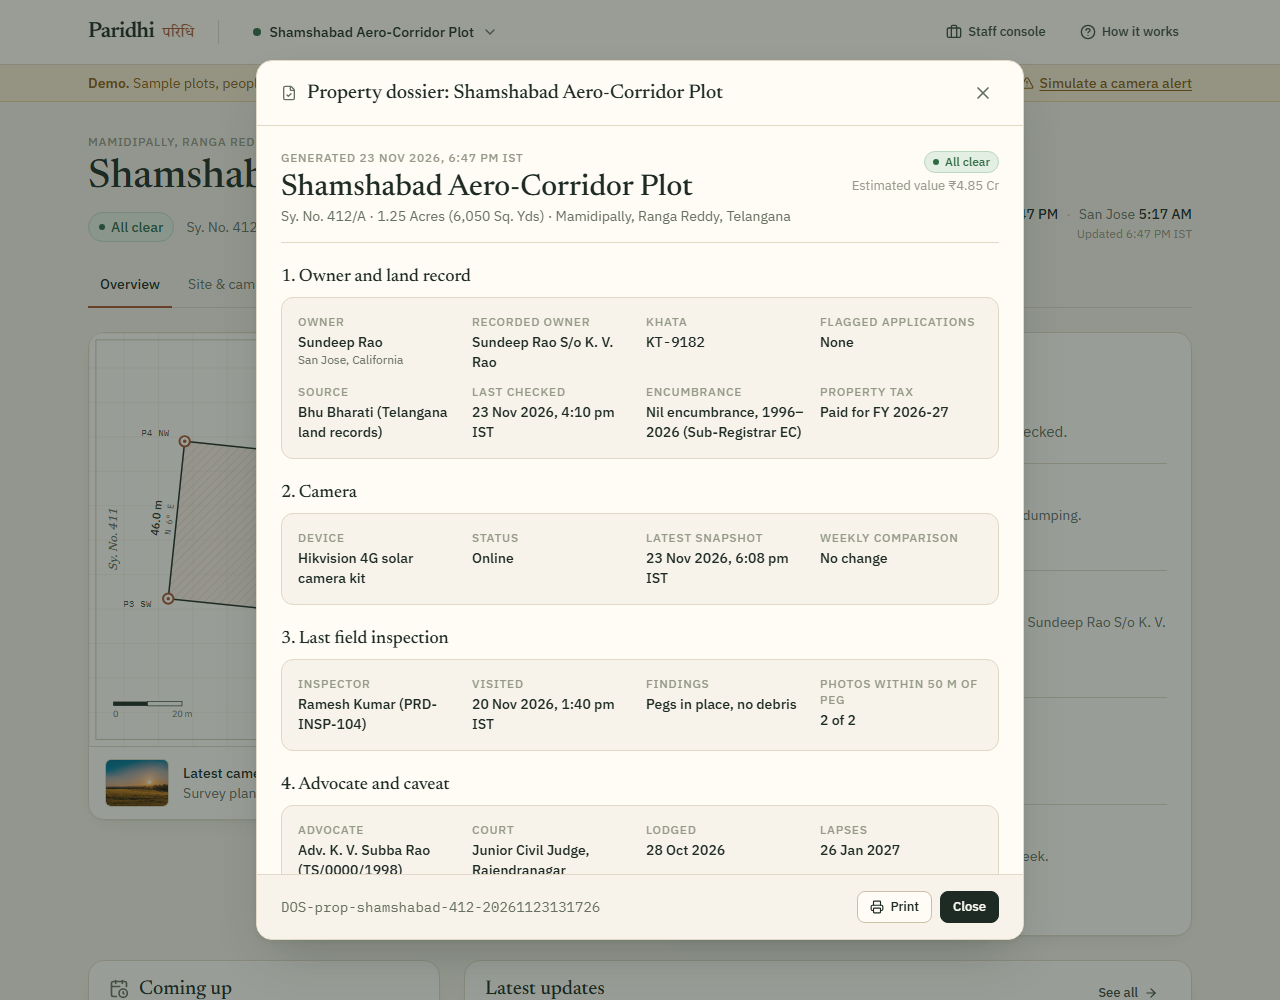 Paridhi परिधि
Shamshabad Aero-Corridor Plot
Staff console
How it works
Demo. Sample plots,
Simulate a camera alert
MAMIDIPALLY, RANGA
All clear
Sy. No. 412
PM · San Jose 5:17 AM
Updated 6:47 PM IST
Overview
Site &
P4 NW
46.0 m
N 6° E
Sy. No. 411
P3 SW
0 20 m
Latest
Survey
dumping.
Sundeep Rao S/o K. V.
Coming up
Latest updates
See all
Property dossier: Shamshabad Aero-Corridor Plot
GENERATED 23 NOV 2026, 6:47 PM IST
All clear
Shamshabad Aero-Corridor Plot
Estimated value ₹4.85 Cr
Sy. No. 412/A · 1.25 Acres (6,050 Sq. Yds) · Mamidipally, Ranga Reddy, Telangana
1. Owner and land record
OWNER
Sundeep Rao
San Jose, California
RECORDED OWNER
Sundeep Rao S/o K. V.
Rao
KHATA
KT-9182
FLAGGED APPLICATIONS
None
SOURCE
Bhu Bharati (Telangana
land records)
LAST CHECKED
23 Nov 2026, 4:10 pm
IST
ENCUMBRANCE
Nil encumbrance, 1996–
2026 (Sub-Registrar EC)
PROPERTY TAX
Paid for FY 2026-27
2. Camera
DEVICE
Hikvision 4G solar
camera kit
STATUS
Online
LATEST SNAPSHOT
23 Nov 2026, 6:08 pm
IST
WEEKLY COMPARISON
No change
3. Last field inspection
INSPECTOR
Ramesh Kumar (PRD-
INSP-104)
VISITED
20 Nov 2026, 1:40 pm
IST
FINDINGS
Pegs in place, no debris
PHOTOS WITHIN 50 M OF
PEG
2 of 2
4. Advocate and caveat
ADVOCATE
Adv. K. V. Subba Rao
(TS/0000/1998)
COURT
Junior Civil Judge,
Rajendranagar
LODGED
28 Oct 2026
LAPSES
26 Jan 2027
DOS-prop-shamshabad-412-20261123131726
Print
Close